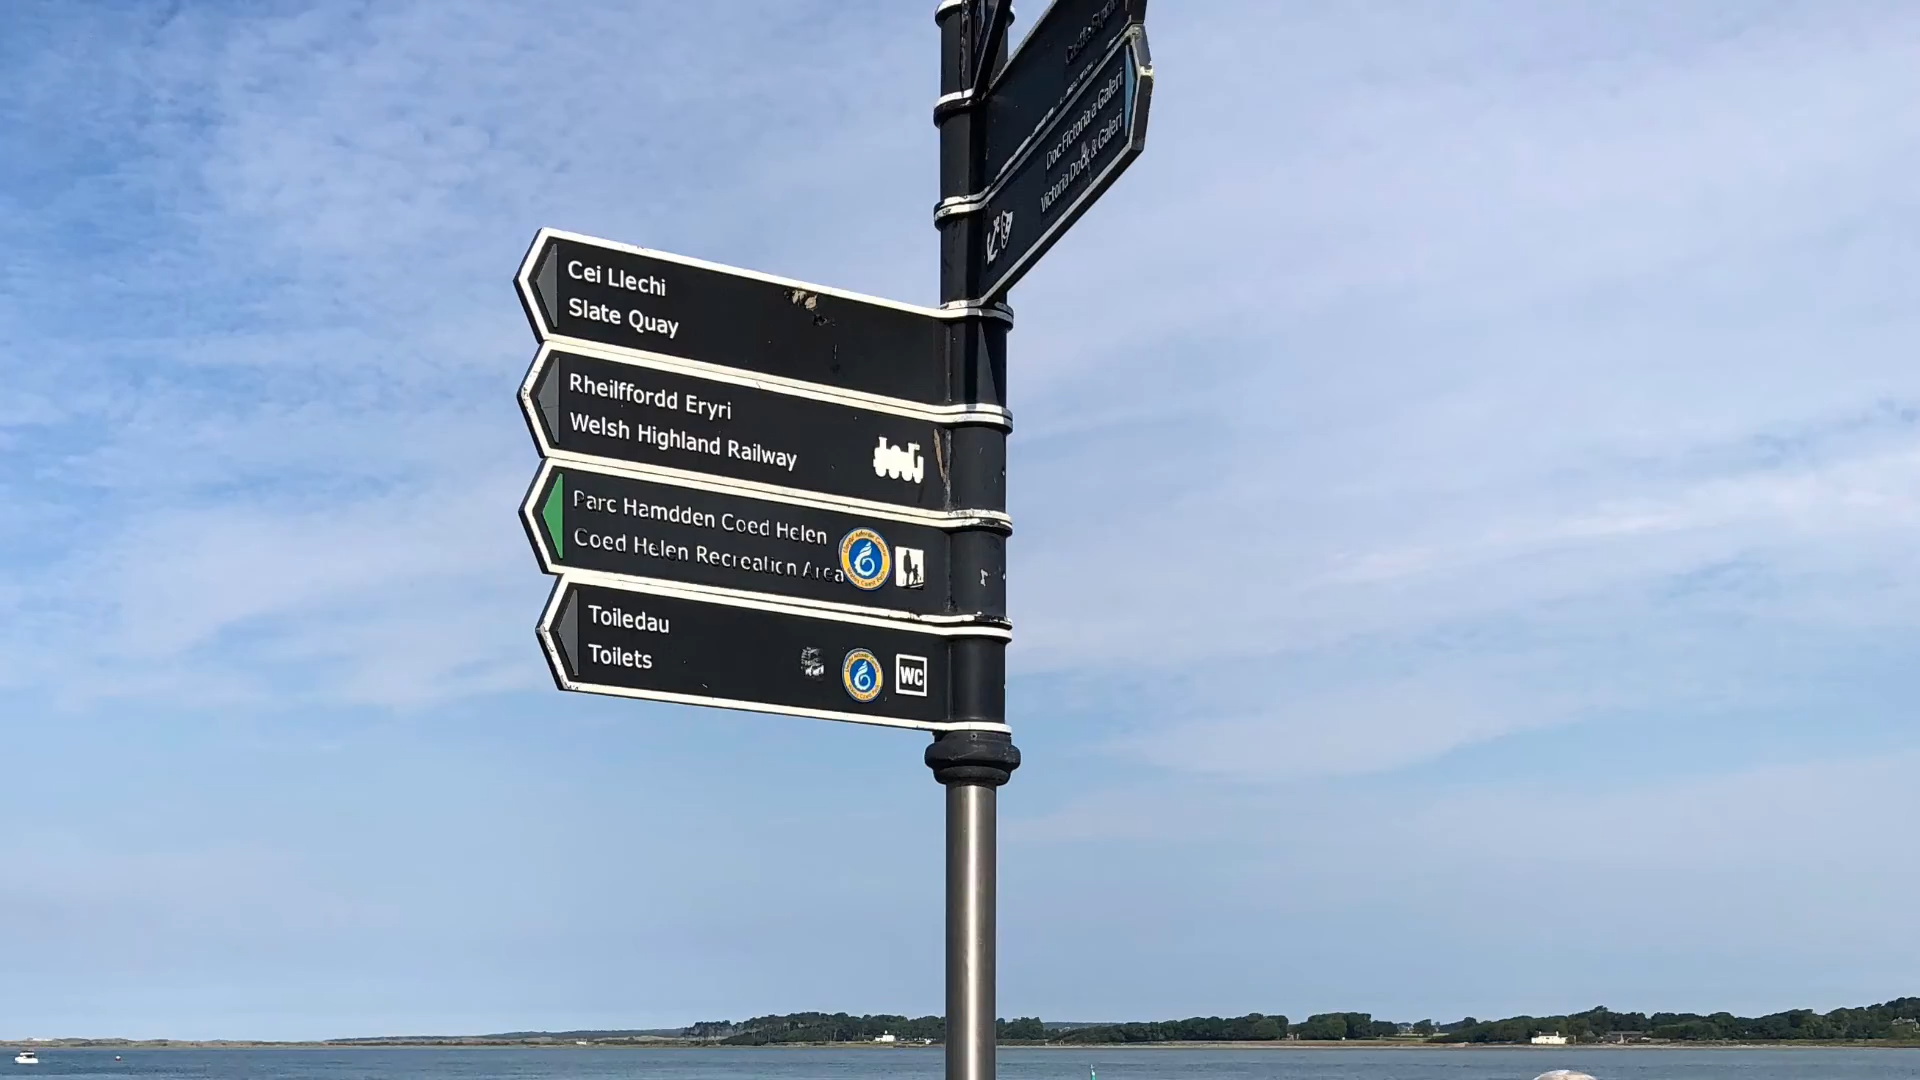 Doc Fictoria a Galeri
Victoria Dock & Galeri
Cei Llechi
Slate Quay
Rheilffordd Eryri
Welsh Highland Railway
Parc Hamdden Coed Helen
Coed Helen Recreation Area
Toiledau
Toilets
WC